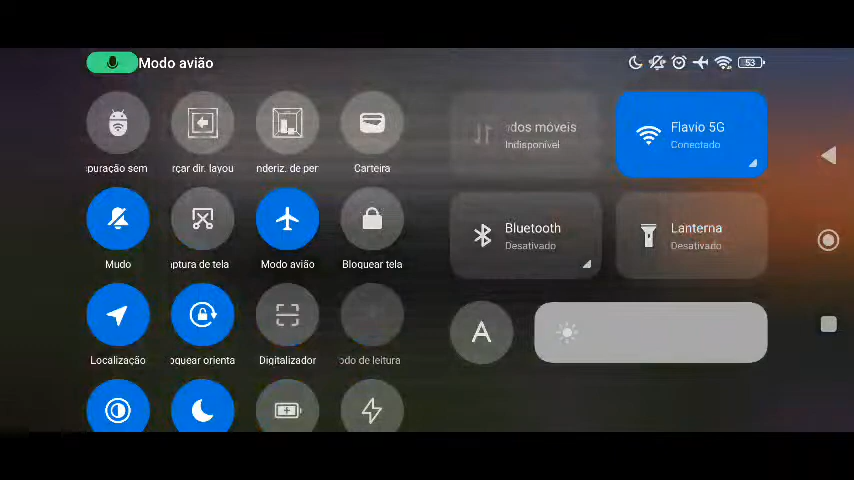 Modo avião
53
puração sem
rçar dir. layou
nderiz. de per
Carteira
dos móveis
Indisponível
Flavio 5G
Conectado
Mudo
ptura de tela
Modo avião
Bloquear tela
Bluetooth
Desativado
Lanterna
Desativado
Localização
oquear orienta
Digitalizador
odo de leitura
A